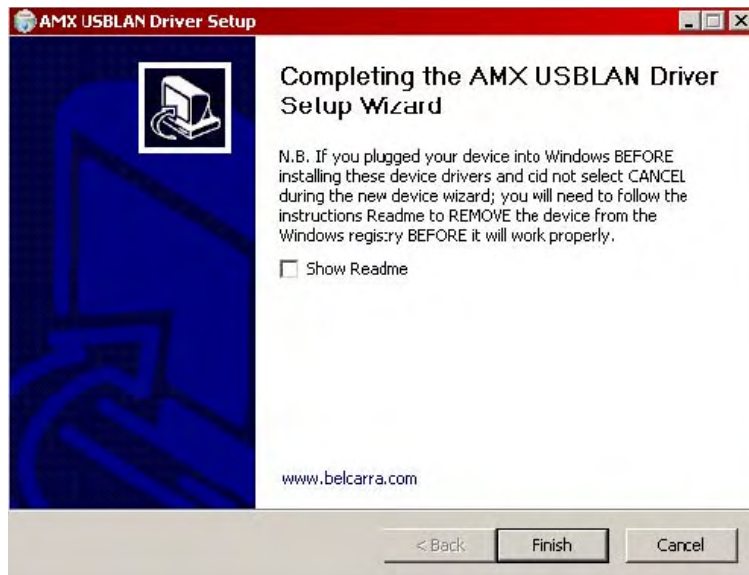 AMX USBLAN Driver Setup
Completing the AMX USBLAN Driver
Setup Wizard
N.B. If you plugged your device into Windows BEFORE
installing these device drivers and cid not select CANCEL
during the new device wizard; you will need to follow the
instructions Readme to REMOVE the device from the
Windows registry BEFORE it will work properly.
Show Readme
www.belcarra.com
< Back Finish Cancel